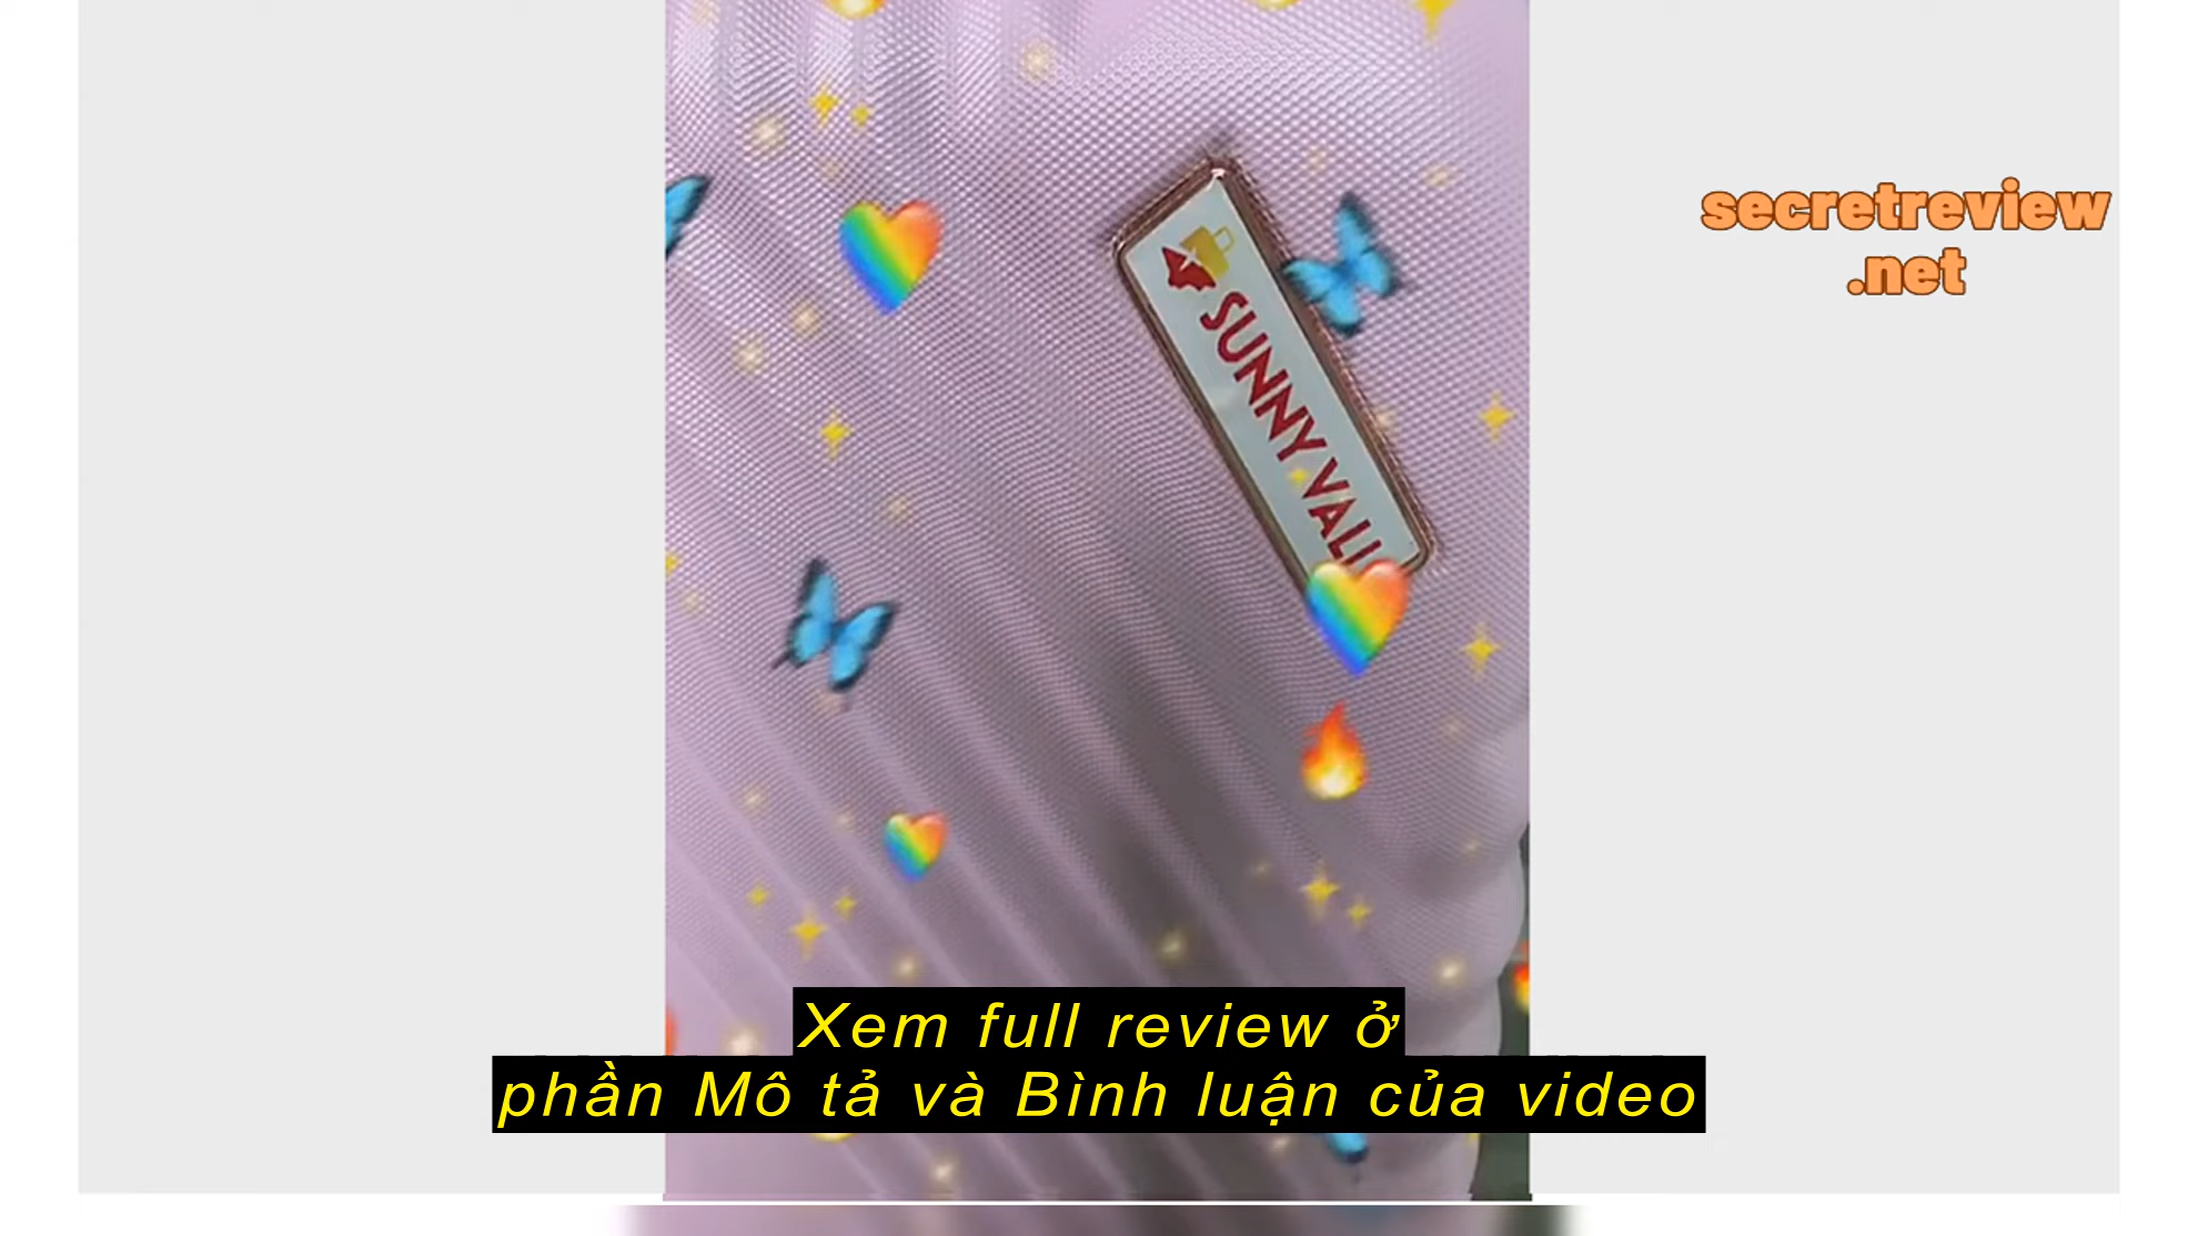 secretreview
.net
SUNNY VALI
Xem full review ở
phần Mô tả và Bình luận của video